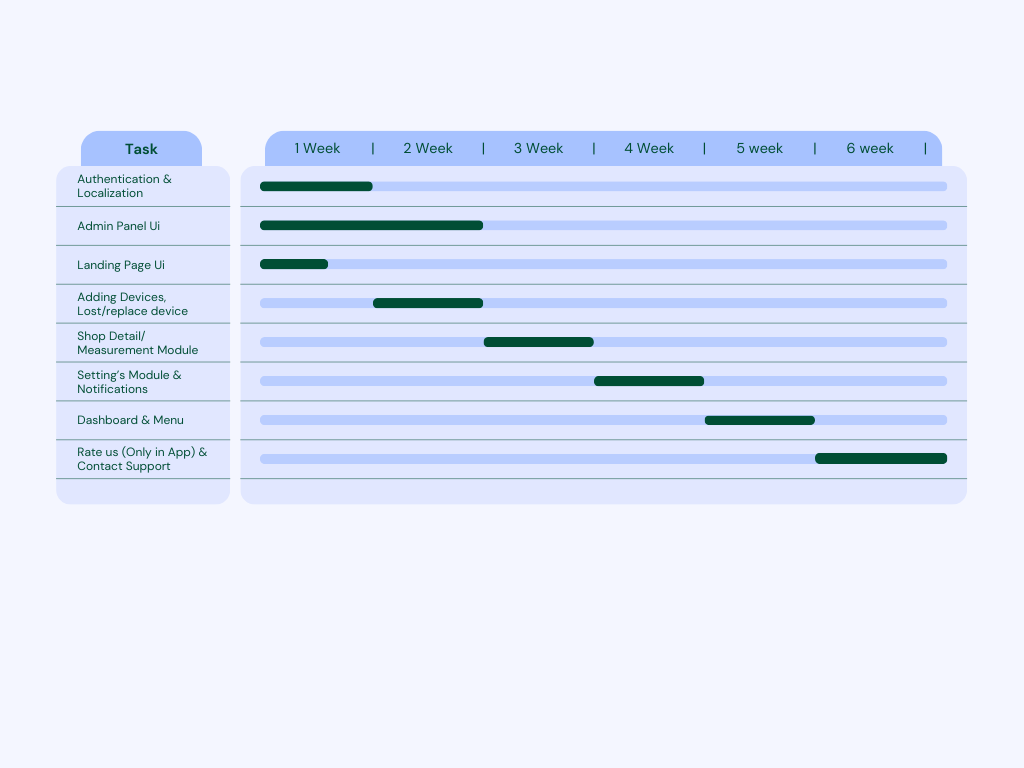 Task
1 Week | 2 Week | 3 Week | 4 Week | 5 week | 6 week |
Authentication &
Localization
Admin Panel Ui
Landing Page Ui
Adding Devices,
Lost/replace device
Shop Detail/
Measurement Module
Setting's Module &
Notifications
Dashboard & Menu
Rate us (Only in App) &
Contact Support